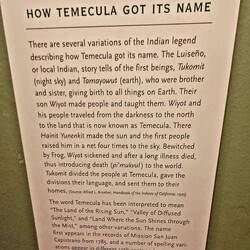 HOW TEMECULA GOT ITS NAME
There are several variations of the Indian legend
describing how Temecula got its name. The Luiseño,
or local Indian, story tells of the first beings, Tukomit
(night sky) and Tomayowut (earth), who were brother
and sister, giving birth to all things on Earth. Their
son Wiyot made people and taught them. Wiyot and
his people traveled from the darkness to the north
to the land that is now known as Temecula. There
Hainit Yunenkit made the sun and the first people
raised him in a net four times to the sky. Bewitched
by Frog, Wiyot sickened and after a long illness died,
thus introducing death to the world.
Tukomit divided the people at Temecula, gave the
divisions their language, and sent them to their
homes. Handbook of the Indians of California, 1925
The word Temecula has been interpreted to mean
"The Land of the Rising Sun," "Valley of Diffused
Sunlight," and "Land Where the Sun Shines through
the Mist," among other variations. The name
first appears in the records of Mission San Juan
Capistrano from 1785, and a number of spelling vari-